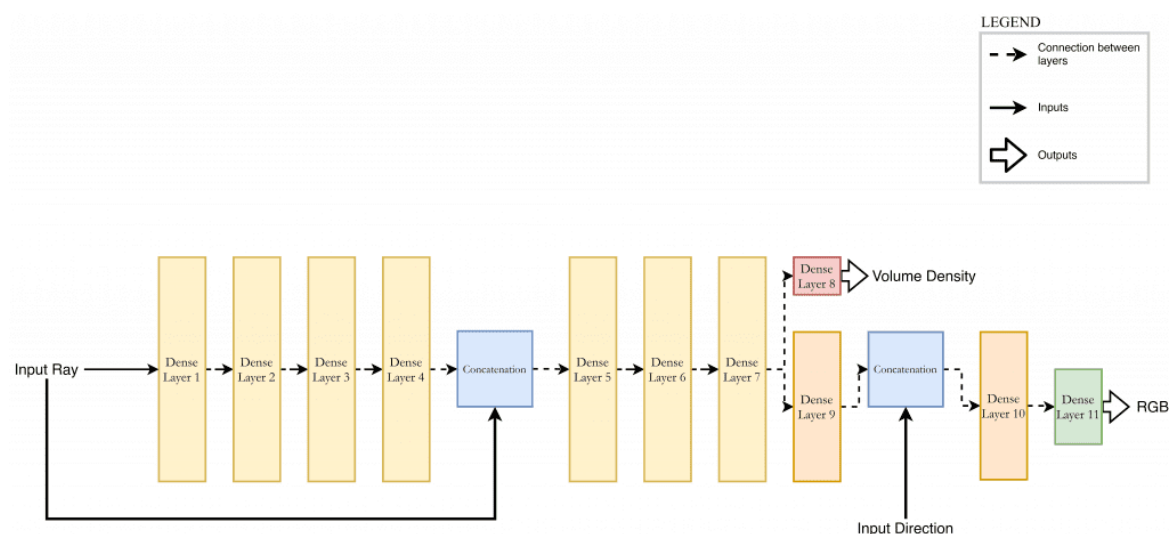 LEGEND
Connection between
layers
Inputs
Outputs
Input Ray
Dense
Layer 1
Dense
Layer 2
Dense
Layer 3
Dense
Layer 4
Concatenation
Dense
Layer 5
Dense
Layer 6
Dense
Layer 7
Dense
Layer 8
Volume Density
Dense
Layer 9
Concatenation
Dense
Layer 10
Dense
Layer 11
RGB
Input Direction